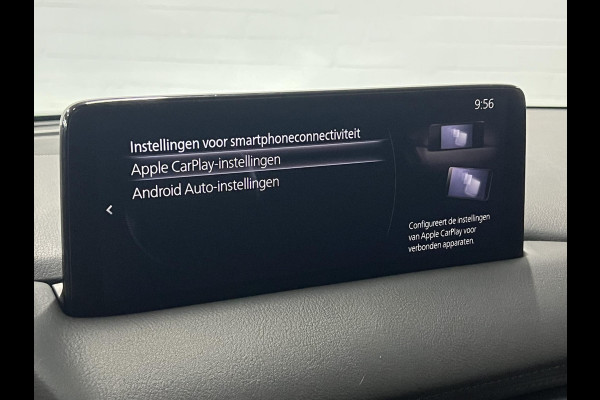 9:56
Instellingen voor smartphoneconnectiviteit
Apple CarPlay-instellingen
Android Auto-instellingen
Configureert de instellingen
van Apple CarPlay voor
verbonden apparaten.